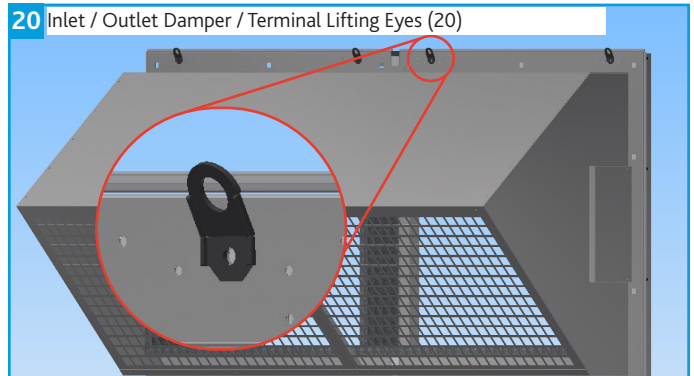 20 Inlet / Outlet Damper / Terminal Lifting Eyes (20)